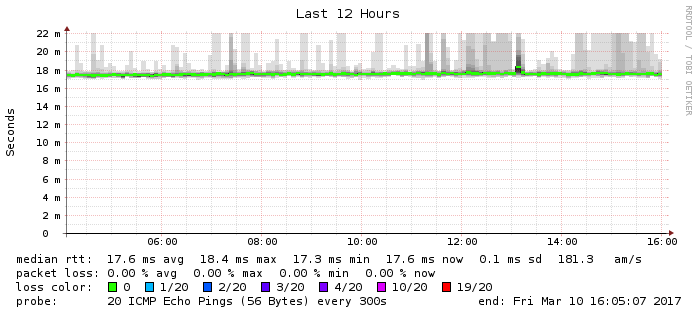 Last 12 Hours
RRDTOOL / TOBI OETIKER
Seconds
22 m
20 m
18 m
16 m
14 m
12 m
10 m
8 m
6 m
4 m
2 m
0
06:00 08:00 10:00 12:00 14:00 16:00
median rtt: 17.6 ms avg 18.4 ms max 17.3 ms min 17.6 ms now 0.1 ms sd 181.3 am/s
packet loss: 0.00 % avg 0.00 % max 0.00 % min 0.00 % now
loss color: 0 1/20 2/20 3/20 4/20 10/20 19/20
probe: 20 ICMP Echo Pings (56 Bytes) every 300s end: Fri Mar 10 16:05:07 2017